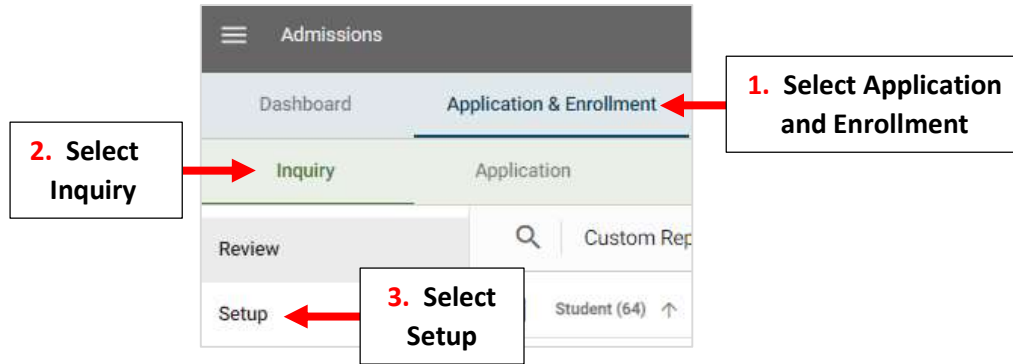 Admissions
Dashboard
Application & Enrollment
1. Select Application
and Enrollment
2. Select
Inquiry
Inquiry
Application
Review
Custom Rep
Setup
3. Select
Setup
Student (64)